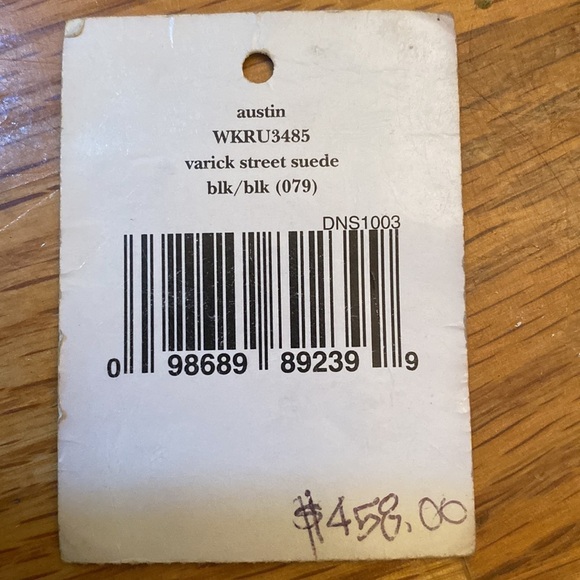 austin
WKRU3485
varick street suede
blk/blk (079)
DNS1003
0 98689 89239 9
$458.00